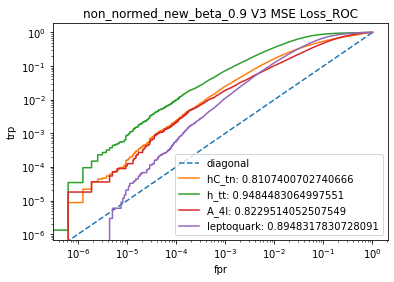 non_normed_new_beta_0.9 V3 MSE Loss_ROC
trp
10⁰
10⁻¹
10⁻²
10⁻³
10⁻⁴
10⁻⁵
10⁻⁶
diagonal
hC_tn: 0.8107400702740666
h_tt: 0.9484483064997551
A_4l: 0.8229514052507549
leptoquark: 0.8948317830728091
10⁻⁶ 10⁻⁵ 10⁻⁴ 10⁻³ 10⁻² 10⁻¹ 10⁰
fpr